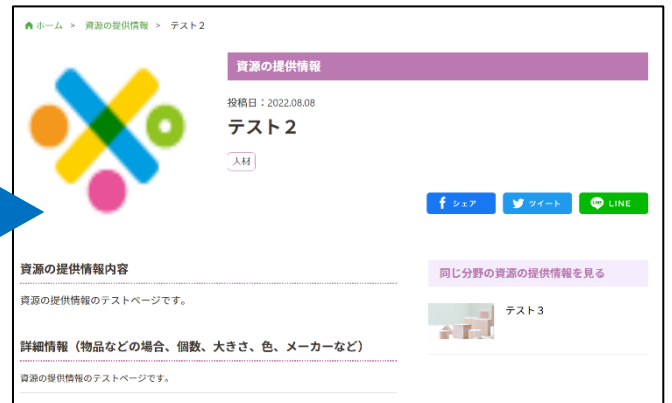 ホーム > 資源の提供情報 > テスト2
資源の提供情報
投稿日：2022.08.08
テスト２
人材
シェア
ツイート
LINE
資源の提供情報内容
資源の提供情報のテストページです。
詳細情報（物品などの場合、個数、大きさ、色、メーカーなど）
資源の提供情報のテストページです。
同じ分野の資源の提供情報を見る
テスト３